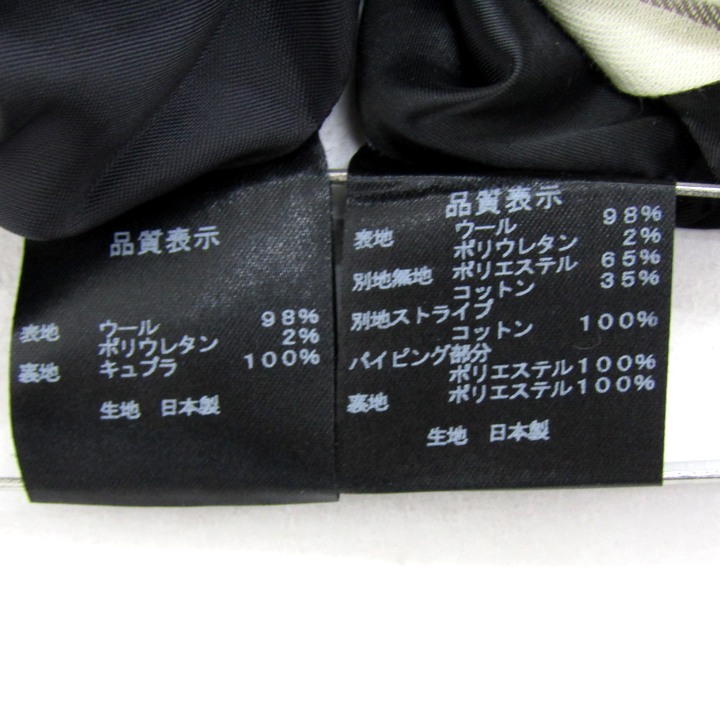 品質表示
表地 ウール 98%
ポリウレタン 2%
裏地 キュプラ 100%
生地 日本製
品質表示
表地 ウール 98%
ポリウレタン 2%
別地無地 ポリエステル 65%
コットン 35%
別地ストライプ
コットン 100%
パイピング部分
ポリエステル100%
裏地 ポリエステル100%
生地 日本製